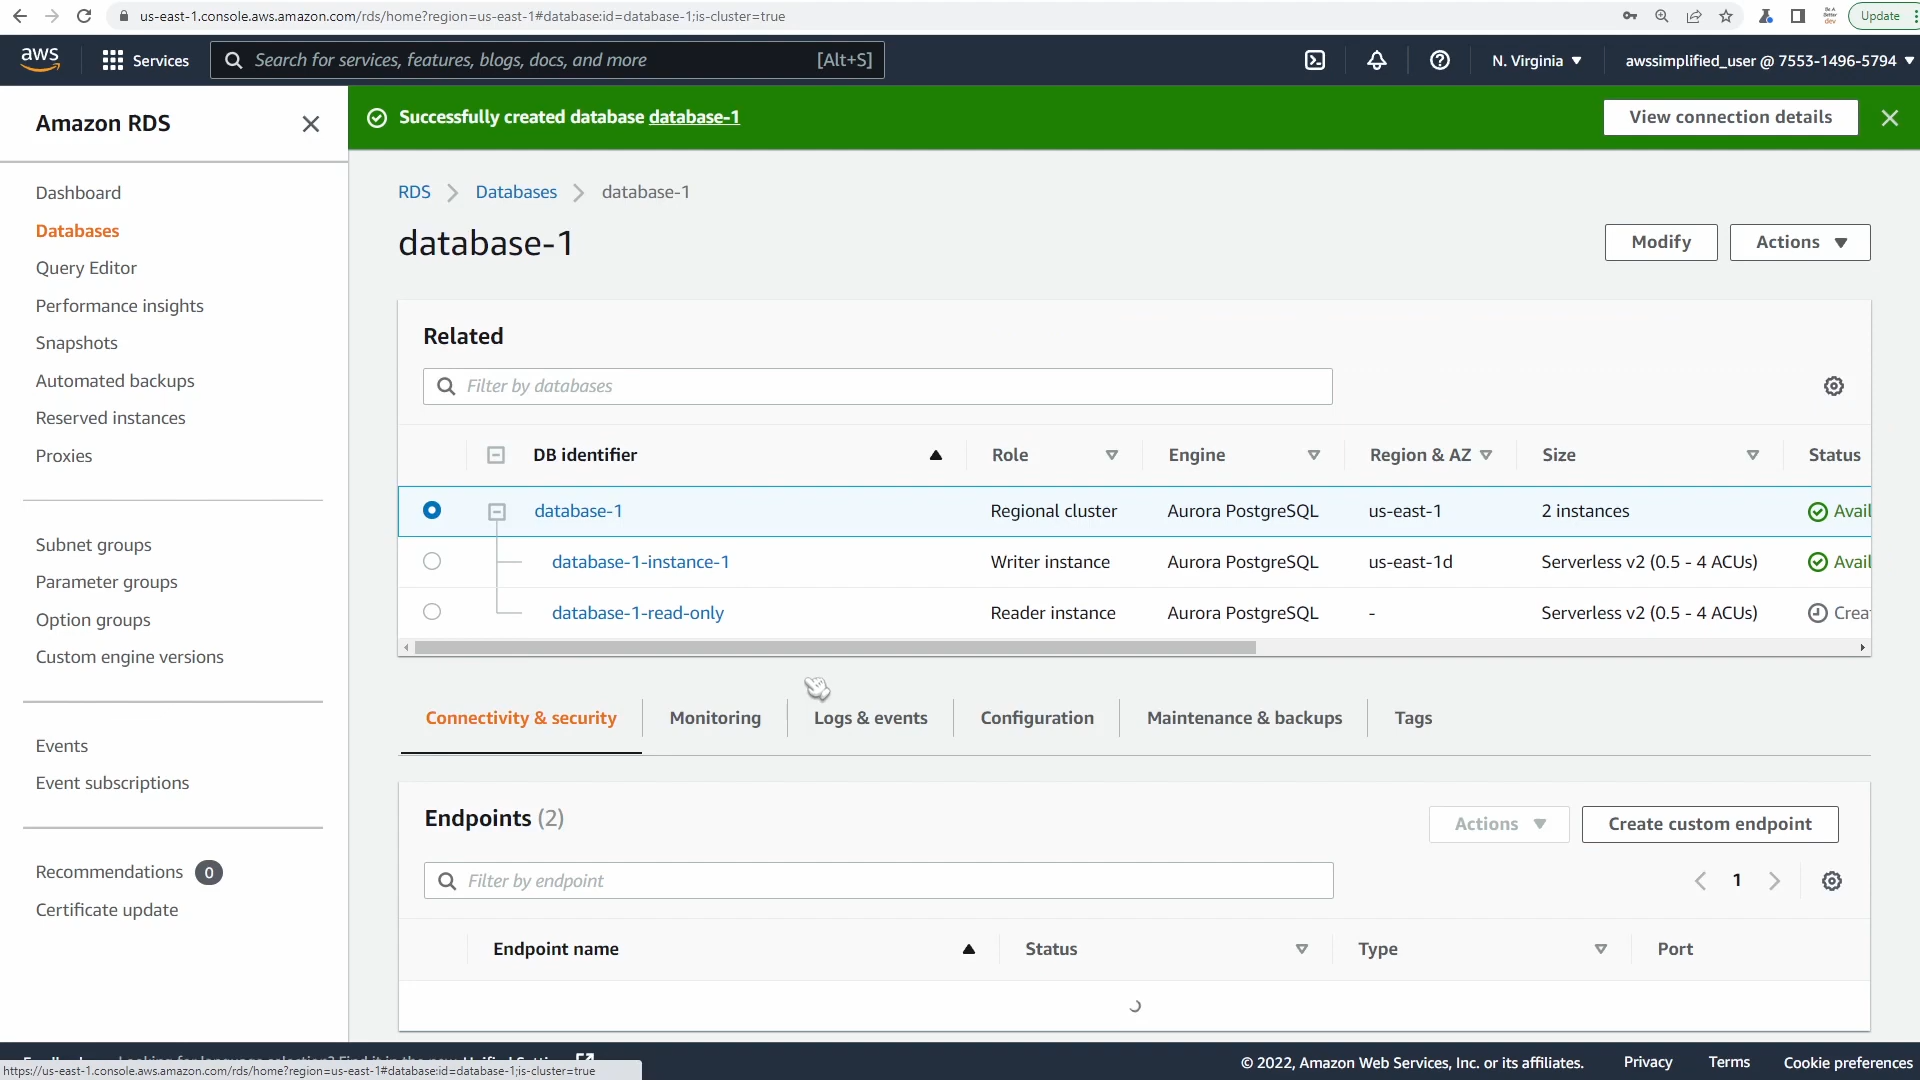 us-east-1.console.aws.amazon.com/rds/home?region=us-east-1#database:id=database-1;is-cluster=true
Update
aws
Services
Search for services, features, blogs, docs, and more
[Alt+S]
N. Virginia
awssimplified_user @ 7553-1496-5794
Amazon RDS
Successfully created database database-1
View connection details
Dashboard
Databases
Query Editor
Performance insights
Snapshots
Automated backups
Reserved instances
Proxies
Subnet groups
Parameter groups
Option groups
Custom engine versions
Events
Event subscriptions
Recommendations 0
Certificate update
RDS > Databases > database-1
database-1
Modify
Actions
Related
Filter by databases
DB identifier Role Engine Region & AZ Size Status
database-1 Regional cluster Aurora PostgreSQL us-east-1 2 instances Avail
database-1-instance-1 Writer instance Aurora PostgreSQL us-east-1d Serverless v2 (0.5 - 4 ACUs) Avail
database-1-read-only Reader instance Aurora PostgreSQL - Serverless v2 (0.5 - 4 ACUs) Crea
Connectivity & security Monitoring Logs & events Configuration Maintenance & backups Tags
Endpoints (2)
Actions
Create custom endpoint
Filter by endpoint
1
Endpoint name Status Type Port
© 2022, Amazon Web Services, Inc. or its affiliates. Privacy Terms Cookie preferences
https://us-east-1.console.aws.amazon.com/rds/home?region=us-east-1#database:id=database-1;is-cluster=true